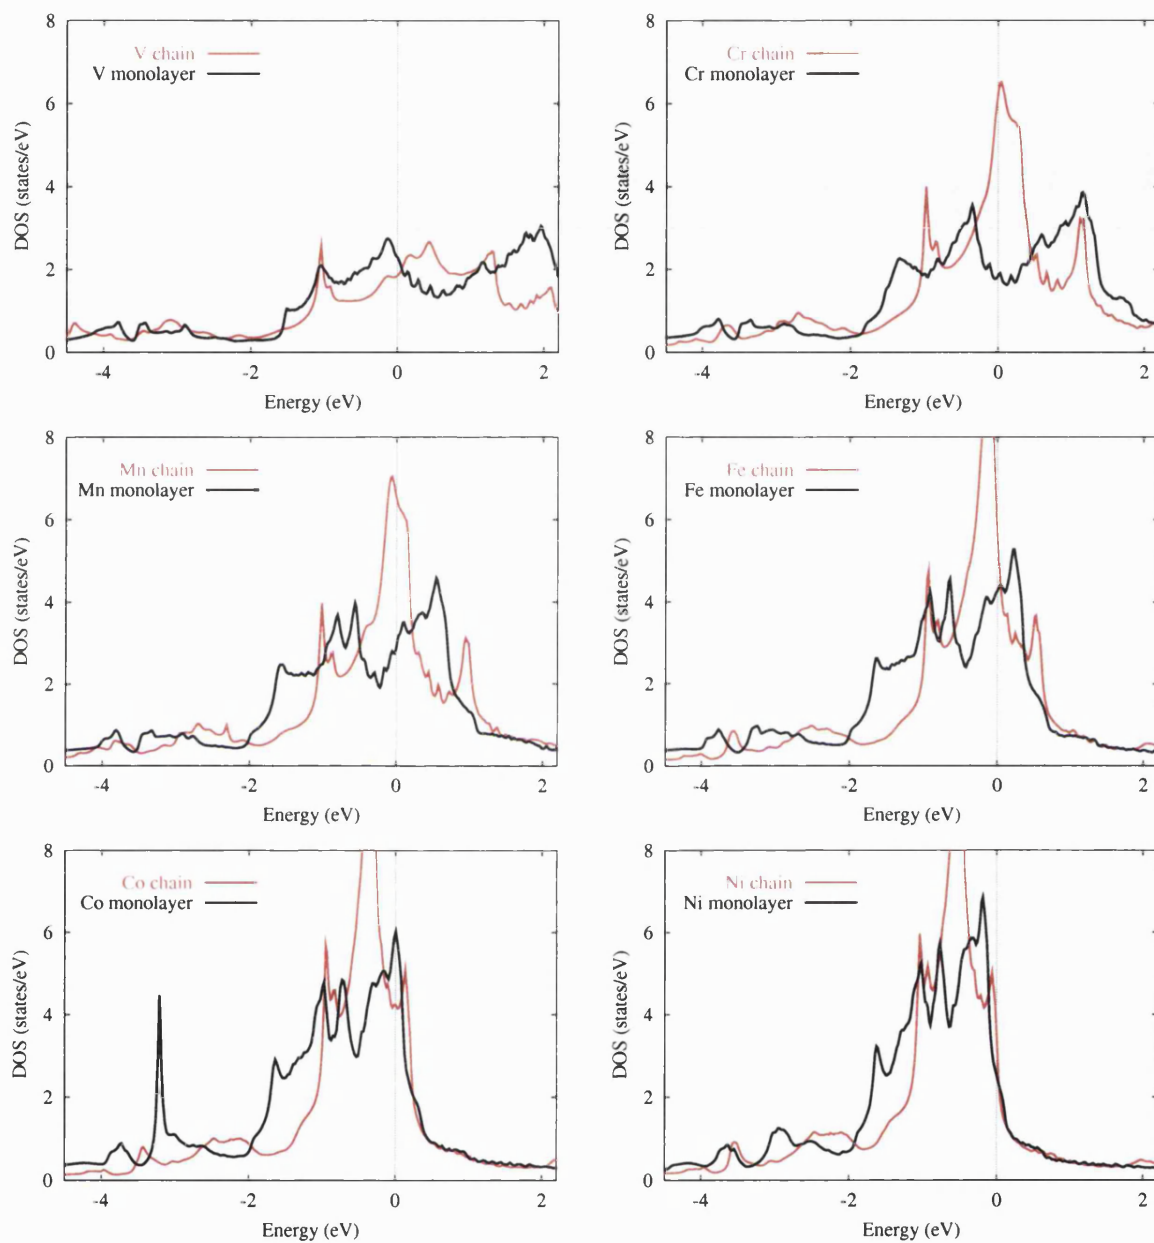 8
6
4
2
0
DOS (states/eV)
V chain
V monolayer
-4
-2
0
2
Energy (eV)
8
6
4
2
0
DOS (states/eV)
Cr chain
Cr monolayer
-4
-2
0
2
Energy (eV)
8
6
4
2
0
DOS (states/eV)
Mn chain
Mn monolayer
-4
-2
0
2
Energy (eV)
8
6
4
2
0
DOS (states/eV)
Fe chain
Fe monolayer
-4
-2
0
2
Energy (eV)
8
6
4
2
0
DOS (states/eV)
Co chain
Co monolayer
-4
-2
0
2
Energy (eV)
8
6
4
2
0
DOS (states/eV)
Ni chain
Ni monolayer
-4
-2
0
2
Energy (eV)